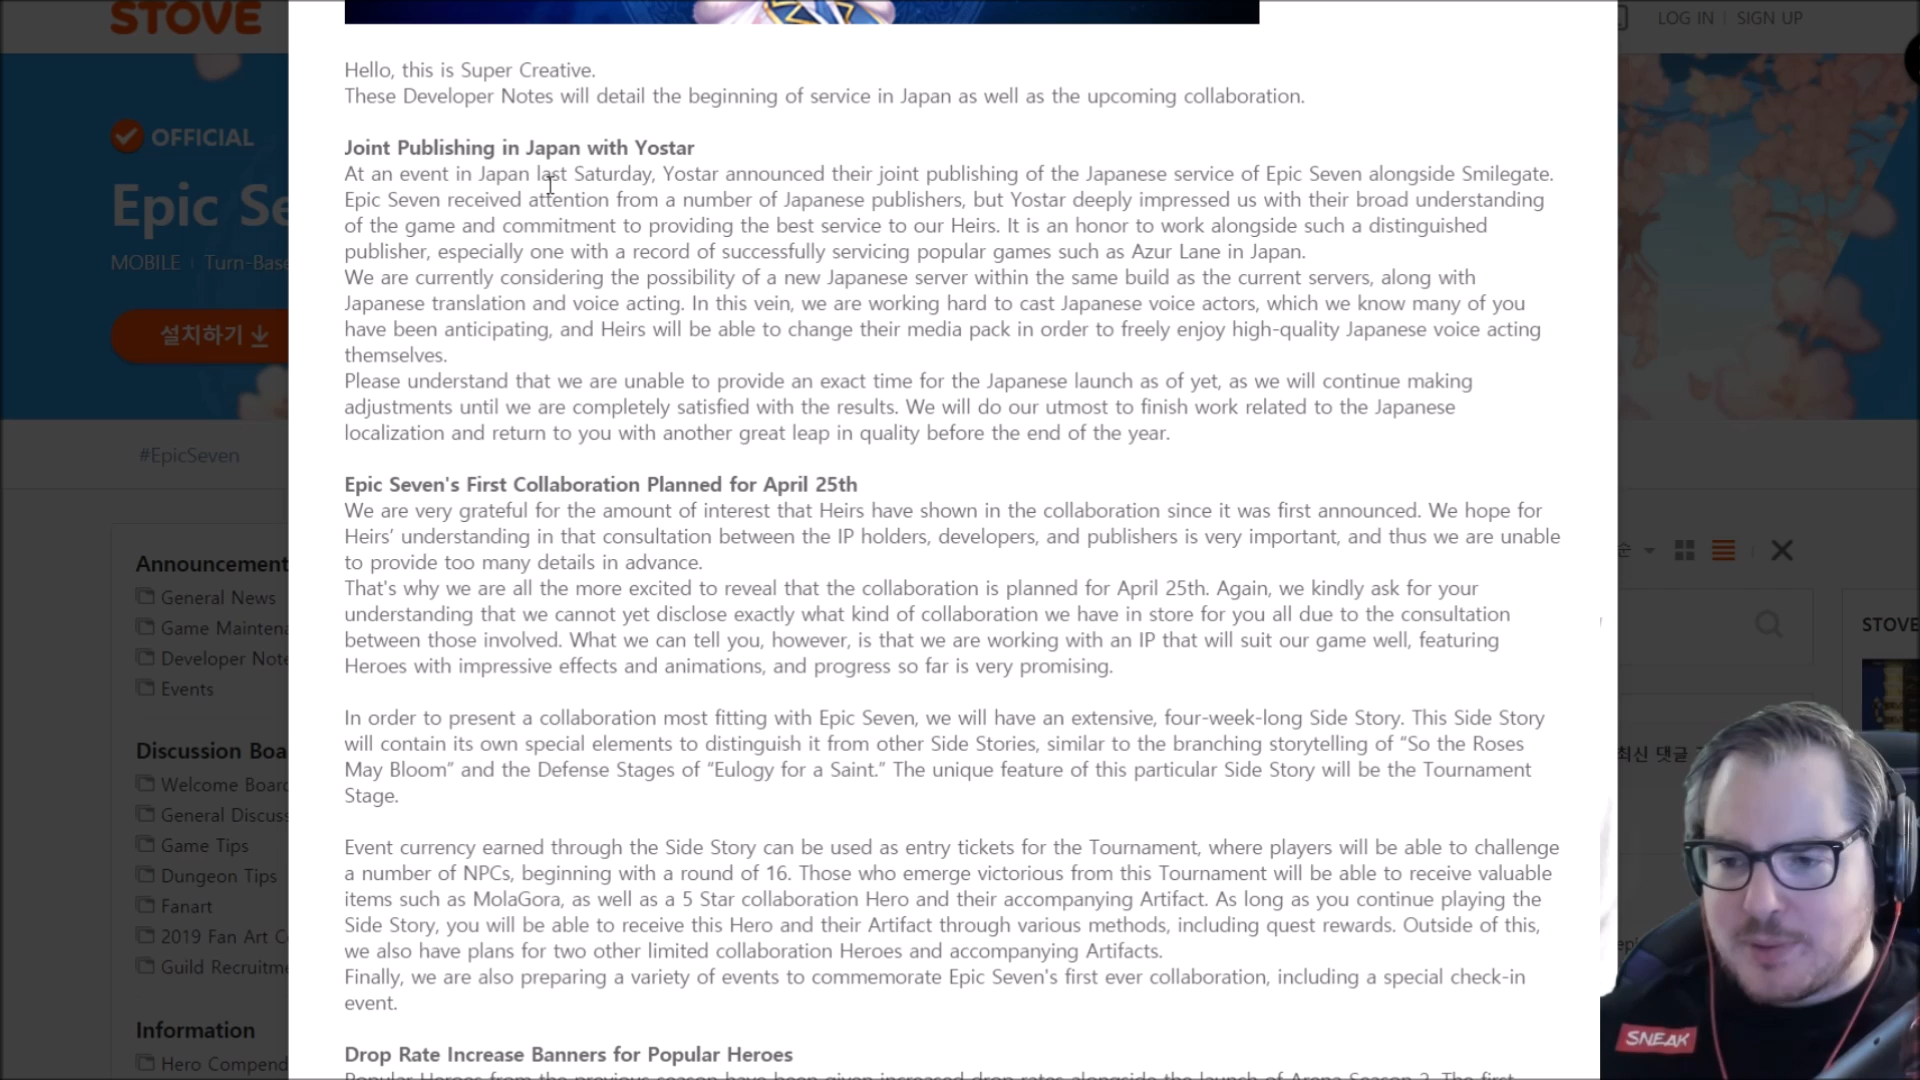 STOVE
LOG IN
SIGN UP
OFFICIAL
Epic Se
MOBILE
Turn-Base
설치하기
#EpicSeven
Announcement
General News
Game Maintena
Developer Note
Events
Discussion Boa
Welcome Board
General Discuss
Game Tips
Dungeon Tips
Fanart
2019 Fan Art C
Guild Recruitme
Information
Hero Compend
Hello, this is Super Creative.
These Developer Notes will detail the beginning of service in Japan as well as the upcoming collaboration.
Joint Publishing in Japan with Yostar
At an event in Japan last Saturday, Yostar announced their joint publishing of the Japanese service of Epic Seven alongside Smilegate.
Epic Seven received attention from a number of Japanese publishers, but Yostar deeply impressed us with their broad understanding
of the game and commitment to providing the best service to our Heirs. It is an honor to work alongside such a distinguished
publisher, especially one with a record of successfully servicing popular games such as Azur Lane in Japan.
We are currently considering the possibility of a new Japanese server within the same build as the current servers, along with
Japanese translation and voice acting. In this vein, we are working hard to cast Japanese voice actors, which we know many of you
have been anticipating, and Heirs will be able to change their media pack in order to freely enjoy high-quality Japanese voice acting
themselves.
Please understand that we are unable to provide an exact time for the Japanese launch as of yet, as we will continue making
adjustments until we are completely satisfied with the results. We will do our utmost to finish work related to the Japanese
localization and return to you with another great leap in quality before the end of the year.
Epic Seven's First Collaboration Planned for April 25th
We are very grateful for the amount of interest that Heirs have shown in the collaboration since it was first announced. We hope for
Heirs’ understanding in that consultation between the IP holders, developers, and publishers is very important, and thus we are unable
to provide too many details in advance.
That's why we are all the more excited to reveal that the collaboration is planned for April 25th. Again, we kindly ask for your
understanding that we cannot yet disclose exactly what kind of collaboration we have in store for you all due to the consultation
between those involved. What we can tell you, however, is that we are working with an IP that will suit our game well, featuring
Heroes with impressive effects and animations, and progress so far is very promising.
In order to present a collaboration most fitting with Epic Seven, we will have an extensive, four-week-long Side Story. This Side Story
will contain its own special elements to distinguish it from other Side Stories, similar to the branching storytelling of “So the Roses
May Bloom” and the Defense Stages of “Eulogy for a Saint.” The unique feature of this particular Side Story will be the Tournament
Stage.
Event currency earned through the Side Story can be used as entry tickets for the Tournament, where players will be able to challenge
a number of NPCs, beginning with a round of 16. Those who emerge victorious from this Tournament will be able to receive valuable
items such as MolaGora, as well as a 5 Star collaboration Hero and their accompanying Artifact. As long as you continue playing the
Side Story, you will be able to receive this Hero and their Artifact through various methods, including quest rewards. Outside of this,
we also have plans for two other limited collaboration Heroes and accompanying Artifacts.
Finally, we are also preparing a variety of events to commemorate Epic Seven's first ever collaboration, including a special check-in
event.
Drop Rate Increase Banners for Popular Heroes
Popular Heroes from the previous season have been given increased drop rates alongside the launch of Arena Season 2. The first
STOVE
최신 댓글
SNEAK